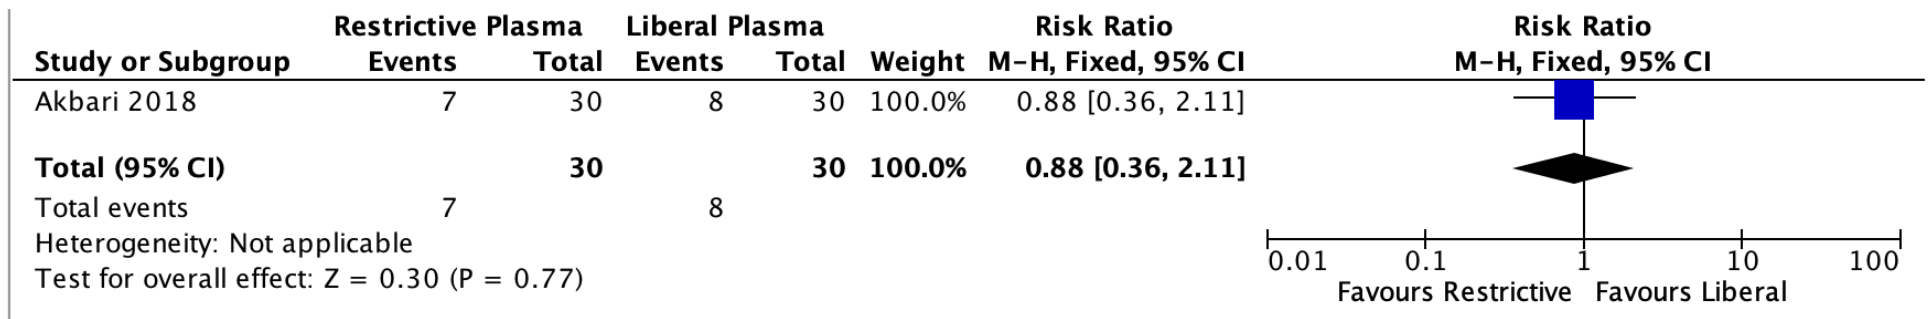 Restrictive Plasma Liberal Plasma Risk Ratio Risk Ratio
Study or Subgroup Events Total Events Total Weight M-H, Fixed, 95% CI M-H, Fixed, 95% CI
Akbari 2018 7 30 8 30 100.0% 0.88 [0.36, 2.11]
Total (95% CI) 30 30 100.0% 0.88 [0.36, 2.11]
Total events 7 8
Heterogeneity: Not applicable
Test for overall effect: Z = 0.30 (P = 0.77)
0.01 0.1 1 10 100
Favours Restrictive Favours Liberal